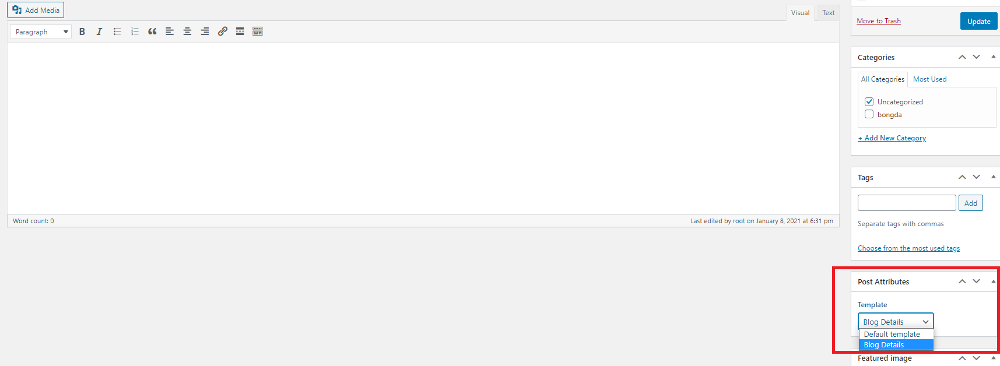 Add Media
Visual
Text
Paragraph
B
I
Word count: 0
Last edited by root on January 8, 2021 at 6:31 pm
Move to Trash
Update
Categories
All Categories
Most Used
Uncategorized
bongda
+ Add New Category
Tags
Add
Separate tags with commas
Choose from the most used tags
Post Attributes
Template
Blog Details
Default template
Blog Details
Featured image